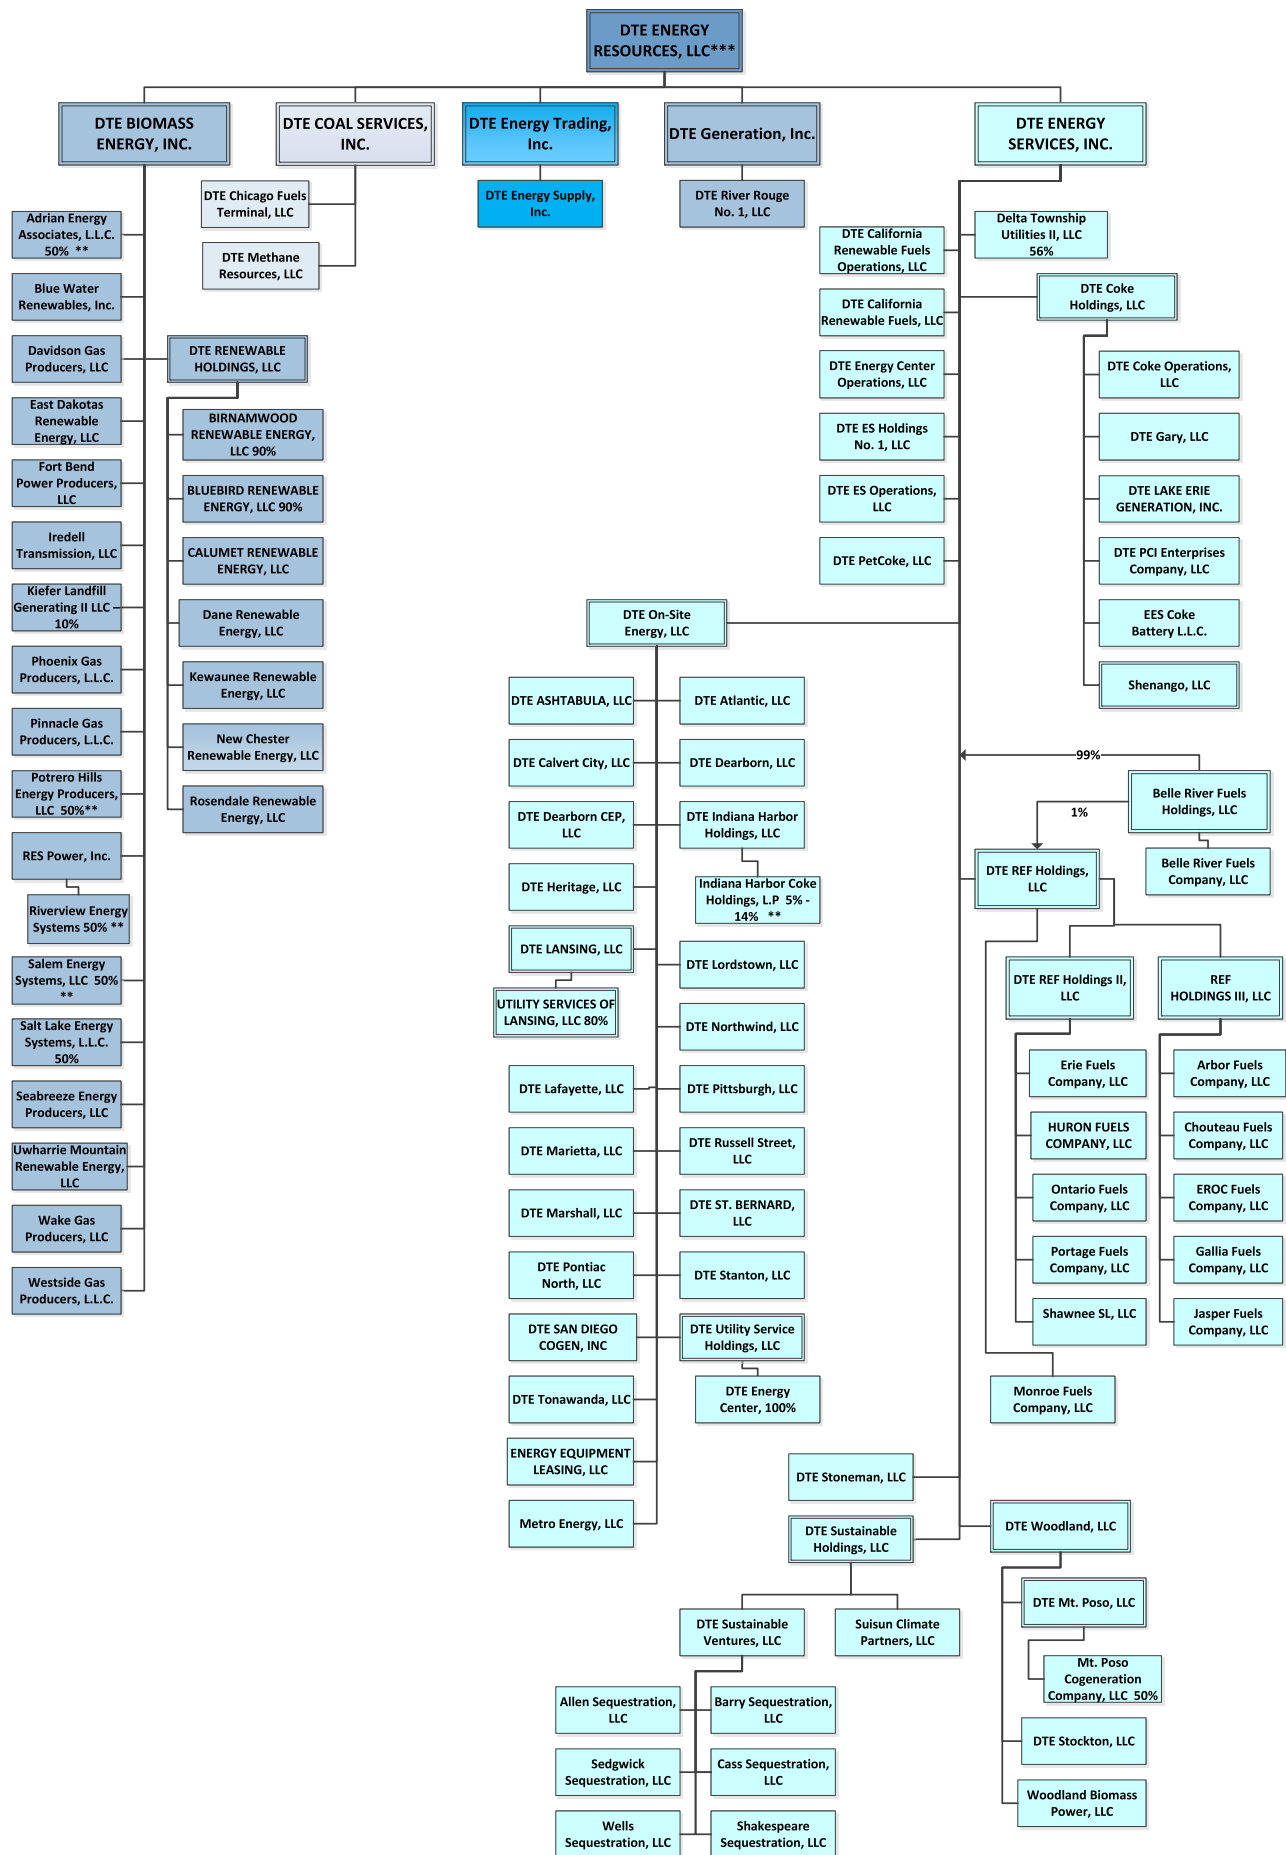 DTE ENERGY
RESOURCES, LLC***
DTE BIOMASS
ENERGY, INC.
DTE COAL SERVICES,
INC.
DTE Energy Trading,
Inc.
DTE Generation, Inc.
DTE ENERGY
SERVICES, INC.
DTE Chicago Fuels
Terminal, LLC
DTE Methane
Resources, LLC
DTE Energy Supply,
Inc.
DTE River Rouge
No. 1, LLC
Adrian Energy
Associates, L.L.C.
50% **
Blue Water
Renewables, Inc.
Davidson Gas
Producers, LLC
East Dakotas
Renewable
Energy, LLC
Fort Bend
Power Producers,
LLC
Iredell
Transmission, LLC
Kiefer Landfill
Generating II LLC –
10%
Phoenix Gas
Producers, L.L.C.
Pinnacle Gas
Producers, L.L.C.
Potrero Hills
Energy Producers,
LLC 50%**
RES Power, Inc.
Riverview Energy
Systems 50% **
Salem Energy
Systems, LLC 50%
**
Salt Lake Energy
Systems, L.L.C.
50%
Seabreeze Energy
Producers, LLC
Uwharrie Mountain
Renewable Energy,
LLC
Wake Gas
Producers, LLC
Westside Gas
Producers, L.L.C.
DTE RENEWABLE
HOLDINGS, LLC
BIRNAMWOOD
RENEWABLE ENERGY,
LLC 90%
BLUEBIRD RENEWABLE
ENERGY, LLC 90%
CALUMET RENEWABLE
ENERGY, LLC
Dane Renewable
Energy, LLC
Kewaunee Renewable
Energy, LLC
New Chester
Renewable Energy, LLC
Rosendale Renewable
Energy, LLC
DTE California
Renewable Fuels
Operations, LLC
DTE California
Renewable Fuels, LLC
DTE Energy Center
Operations, LLC
DTE ES Holdings
No. 1, LLC
DTE ES Operations,
LLC
DTE PetCoke, LLC
Delta Township
Utilities II, LLC
56%
DTE Coke
Holdings, LLC
DTE Coke Operations,
LLC
DTE Gary, LLC
DTE LAKE ERIE
GENERATION, INC.
DTE PCI Enterprises
Company, LLC
EES Coke
Battery L.L.C.
Shenango, LLC
DTE On-Site
Energy, LLC
DTE ASHTABULA, LLC
DTE Atlantic, LLC
DTE Calvert City, LLC
DTE Dearborn, LLC
DTE Dearborn CEP,
LLC
DTE Indiana Harbor
Holdings, LLC
DTE Heritage, LLC
Indiana Harbor Coke
Holdings, L.P 5% -
14% **
DTE LANSING, LLC
DTE Lordstown, LLC
UTILITY SERVICES OF
LANSING, LLC 80%
DTE Northwind, LLC
DTE Lafayette, LLC
DTE Pittsburgh, LLC
DTE Marietta, LLC
DTE Russell Street,
LLC
DTE Marshall, LLC
DTE ST. BERNARD,
LLC
DTE Pontiac
North, LLC
DTE Stanton, LLC
DTE SAN DIEGO
COGEN, INC
DTE Utility Service
Holdings, LLC
DTE Tonawanda, LLC
DTE Energy
Center, 100%
ENERGY EQUIPMENT
LEASING, LLC
Metro Energy, LLC
99%
Belle River Fuels
Holdings, LLC
1%
Belle River Fuels
Company, LLC
DTE REF Holdings,
LLC
DTE REF Holdings II,
LLC
REF
HOLDINGS III, LLC
Erie Fuels
Company, LLC
Arbor Fuels
Company, LLC
HURON FUELS
COMPANY, LLC
Chouteau Fuels
Company, LLC
Ontario Fuels
Company, LLC
EROC Fuels
Company, LLC
Portage Fuels
Company, LLC
Gallia Fuels
Company, LLC
Shawnee SL, LLC
Jasper Fuels
Company, LLC
Monroe Fuels
Company, LLC
DTE Stoneman, LLC
DTE Sustainable
Holdings, LLC
DTE Woodland, LLC
DTE Sustainable
Ventures, LLC
Suisun Climate
Partners, LLC
DTE Mt. Poso, LLC
Mt. Poso
Cogeneration
Company, LLC 50%
DTE Stockton, LLC
Woodland Biomass
Power, LLC
Allen Sequestration,
LLC
Barry Sequestration,
LLC
Sedgwick
Sequestration, LLC
Cass Sequestration,
LLC
Wells
Sequestration, LLC
Shakespeare
Sequestration, LLC